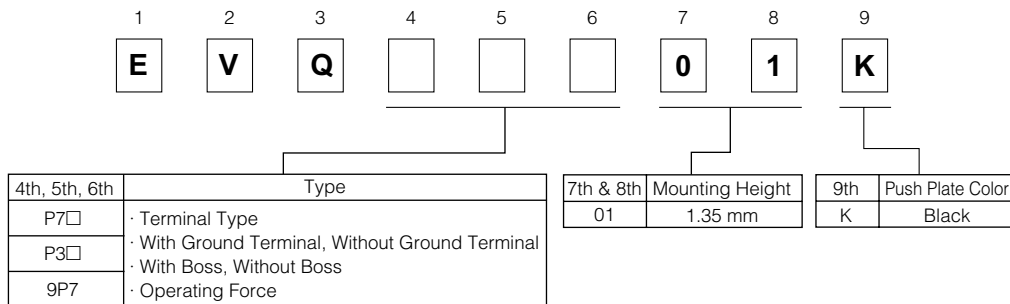 1 2 3 4 5 6 7 8 9
E V Q 0 1 K
4th, 5th, 6th Type
P7□
P3□
9P7
· Terminal Type
· With Ground Terminal, Without Ground Terminal
· With Boss, Without Boss
· Operating Force
7th & 8th Mounting Height
01 1.35 mm
9th Push Plate Color
K Black